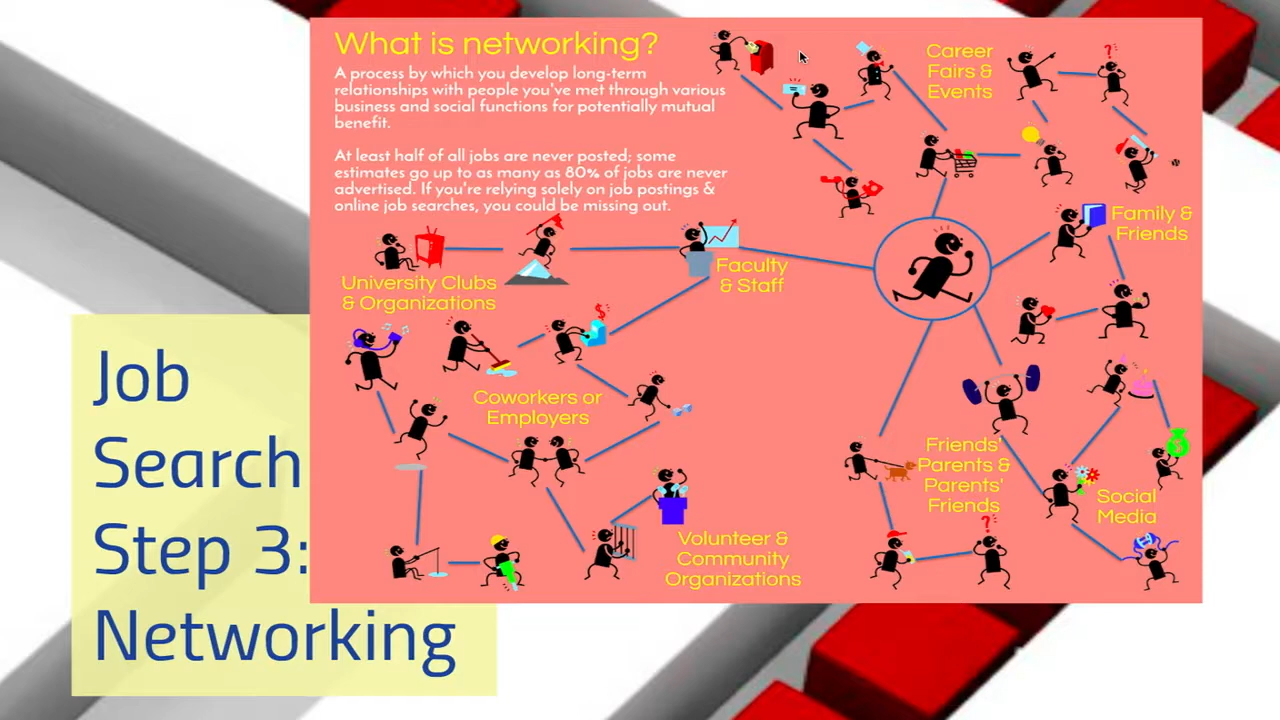 What is networking?
A process by which you develop long-term
relationships with people you've met through various
business and social functions for potentially mutual
benefit.
At least half of all jobs are never posted; some
estimates go up to as many as 80% of jobs are never
advertised. If you're relying solely on job postings &
online job searches, you could be missing out.
Career
Fairs &
Events
Family &
Friends
Faculty
& Staff
University Clubs
& Organizations
Coworkers or
Employers
Friends'
Parents &
Parents'
Friends
Social
Media
Volunteer &
Community
Organizations
Job
Search
Step 3:
Networking